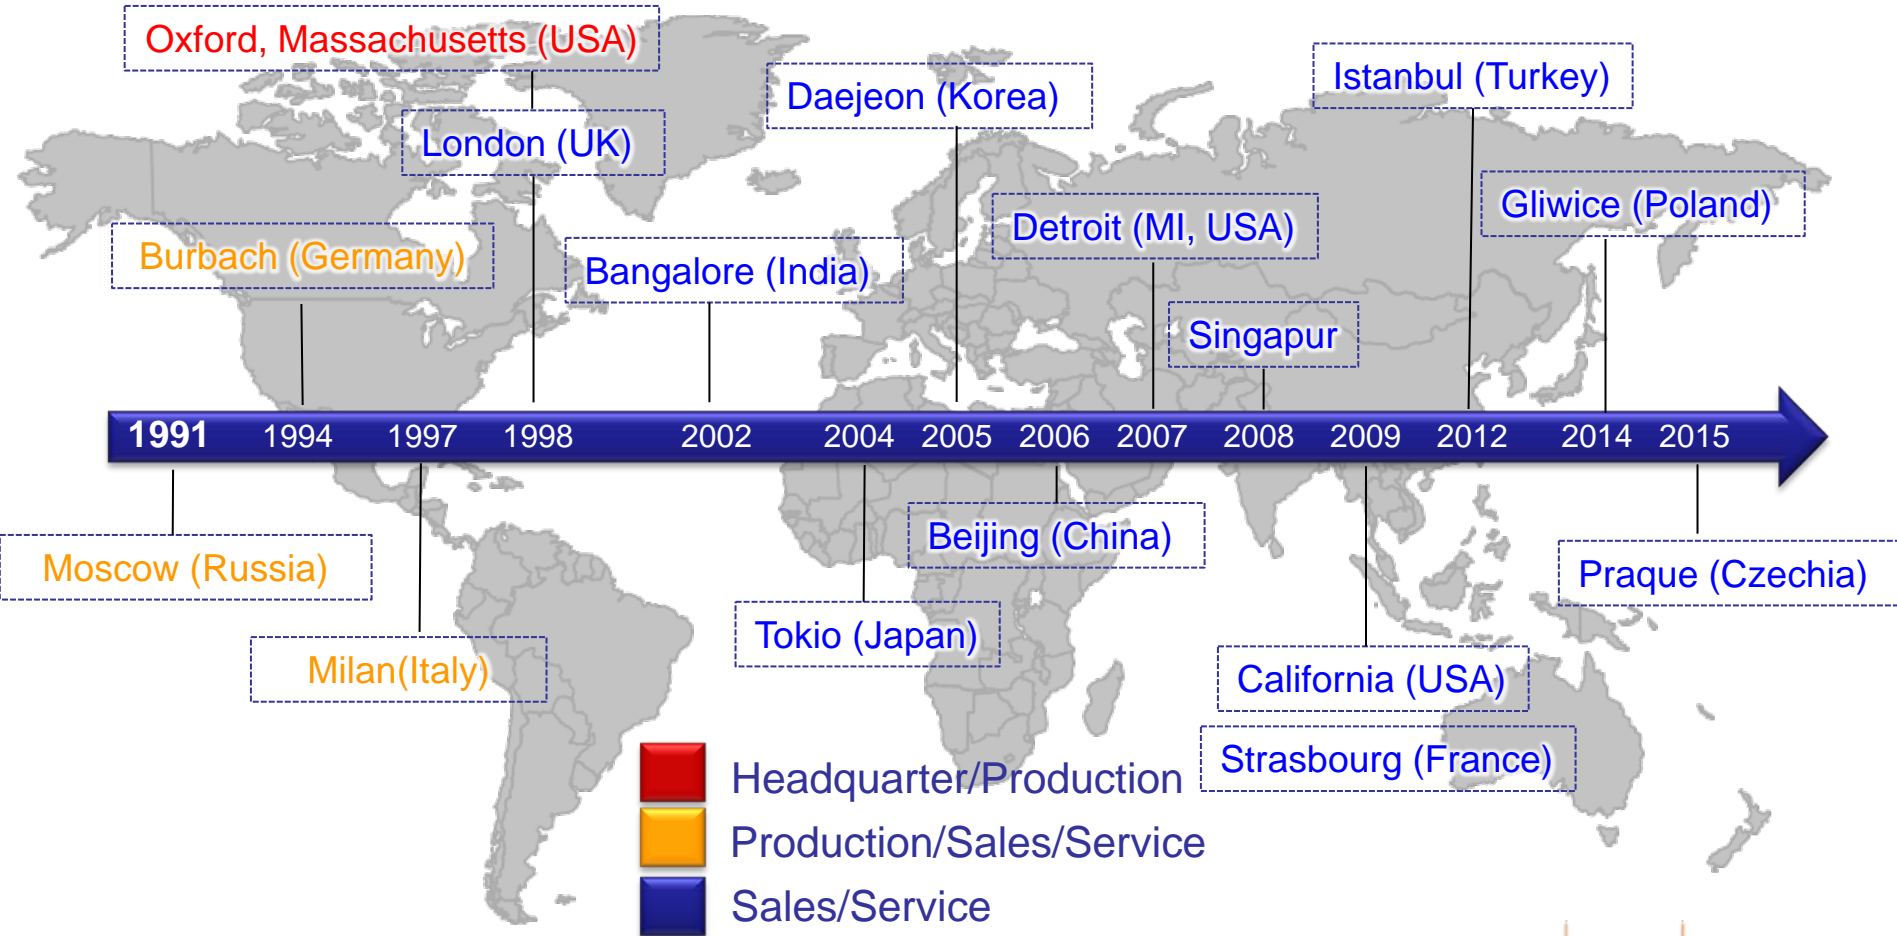 Oxford, Massachusetts (USA)
Istanbul (Turkey)
Daejeon (Korea)
London (UK)
Gliwice (Poland)
Detroit (MI, USA)
Burbach (Germany)
Bangalore (India)
Singapur
1991 1994 1997 1998 2002 2004 2005 2006 2007 2008 2009 2012 2014 2015
Beijing (China)
Moscow (Russia)
Praque (Czechia)
Tokio (Japan)
Milan(Italy)
California (USA)
Strasbourg (France)
Headquarter/Production
Production/Sales/Service
Sales/Service